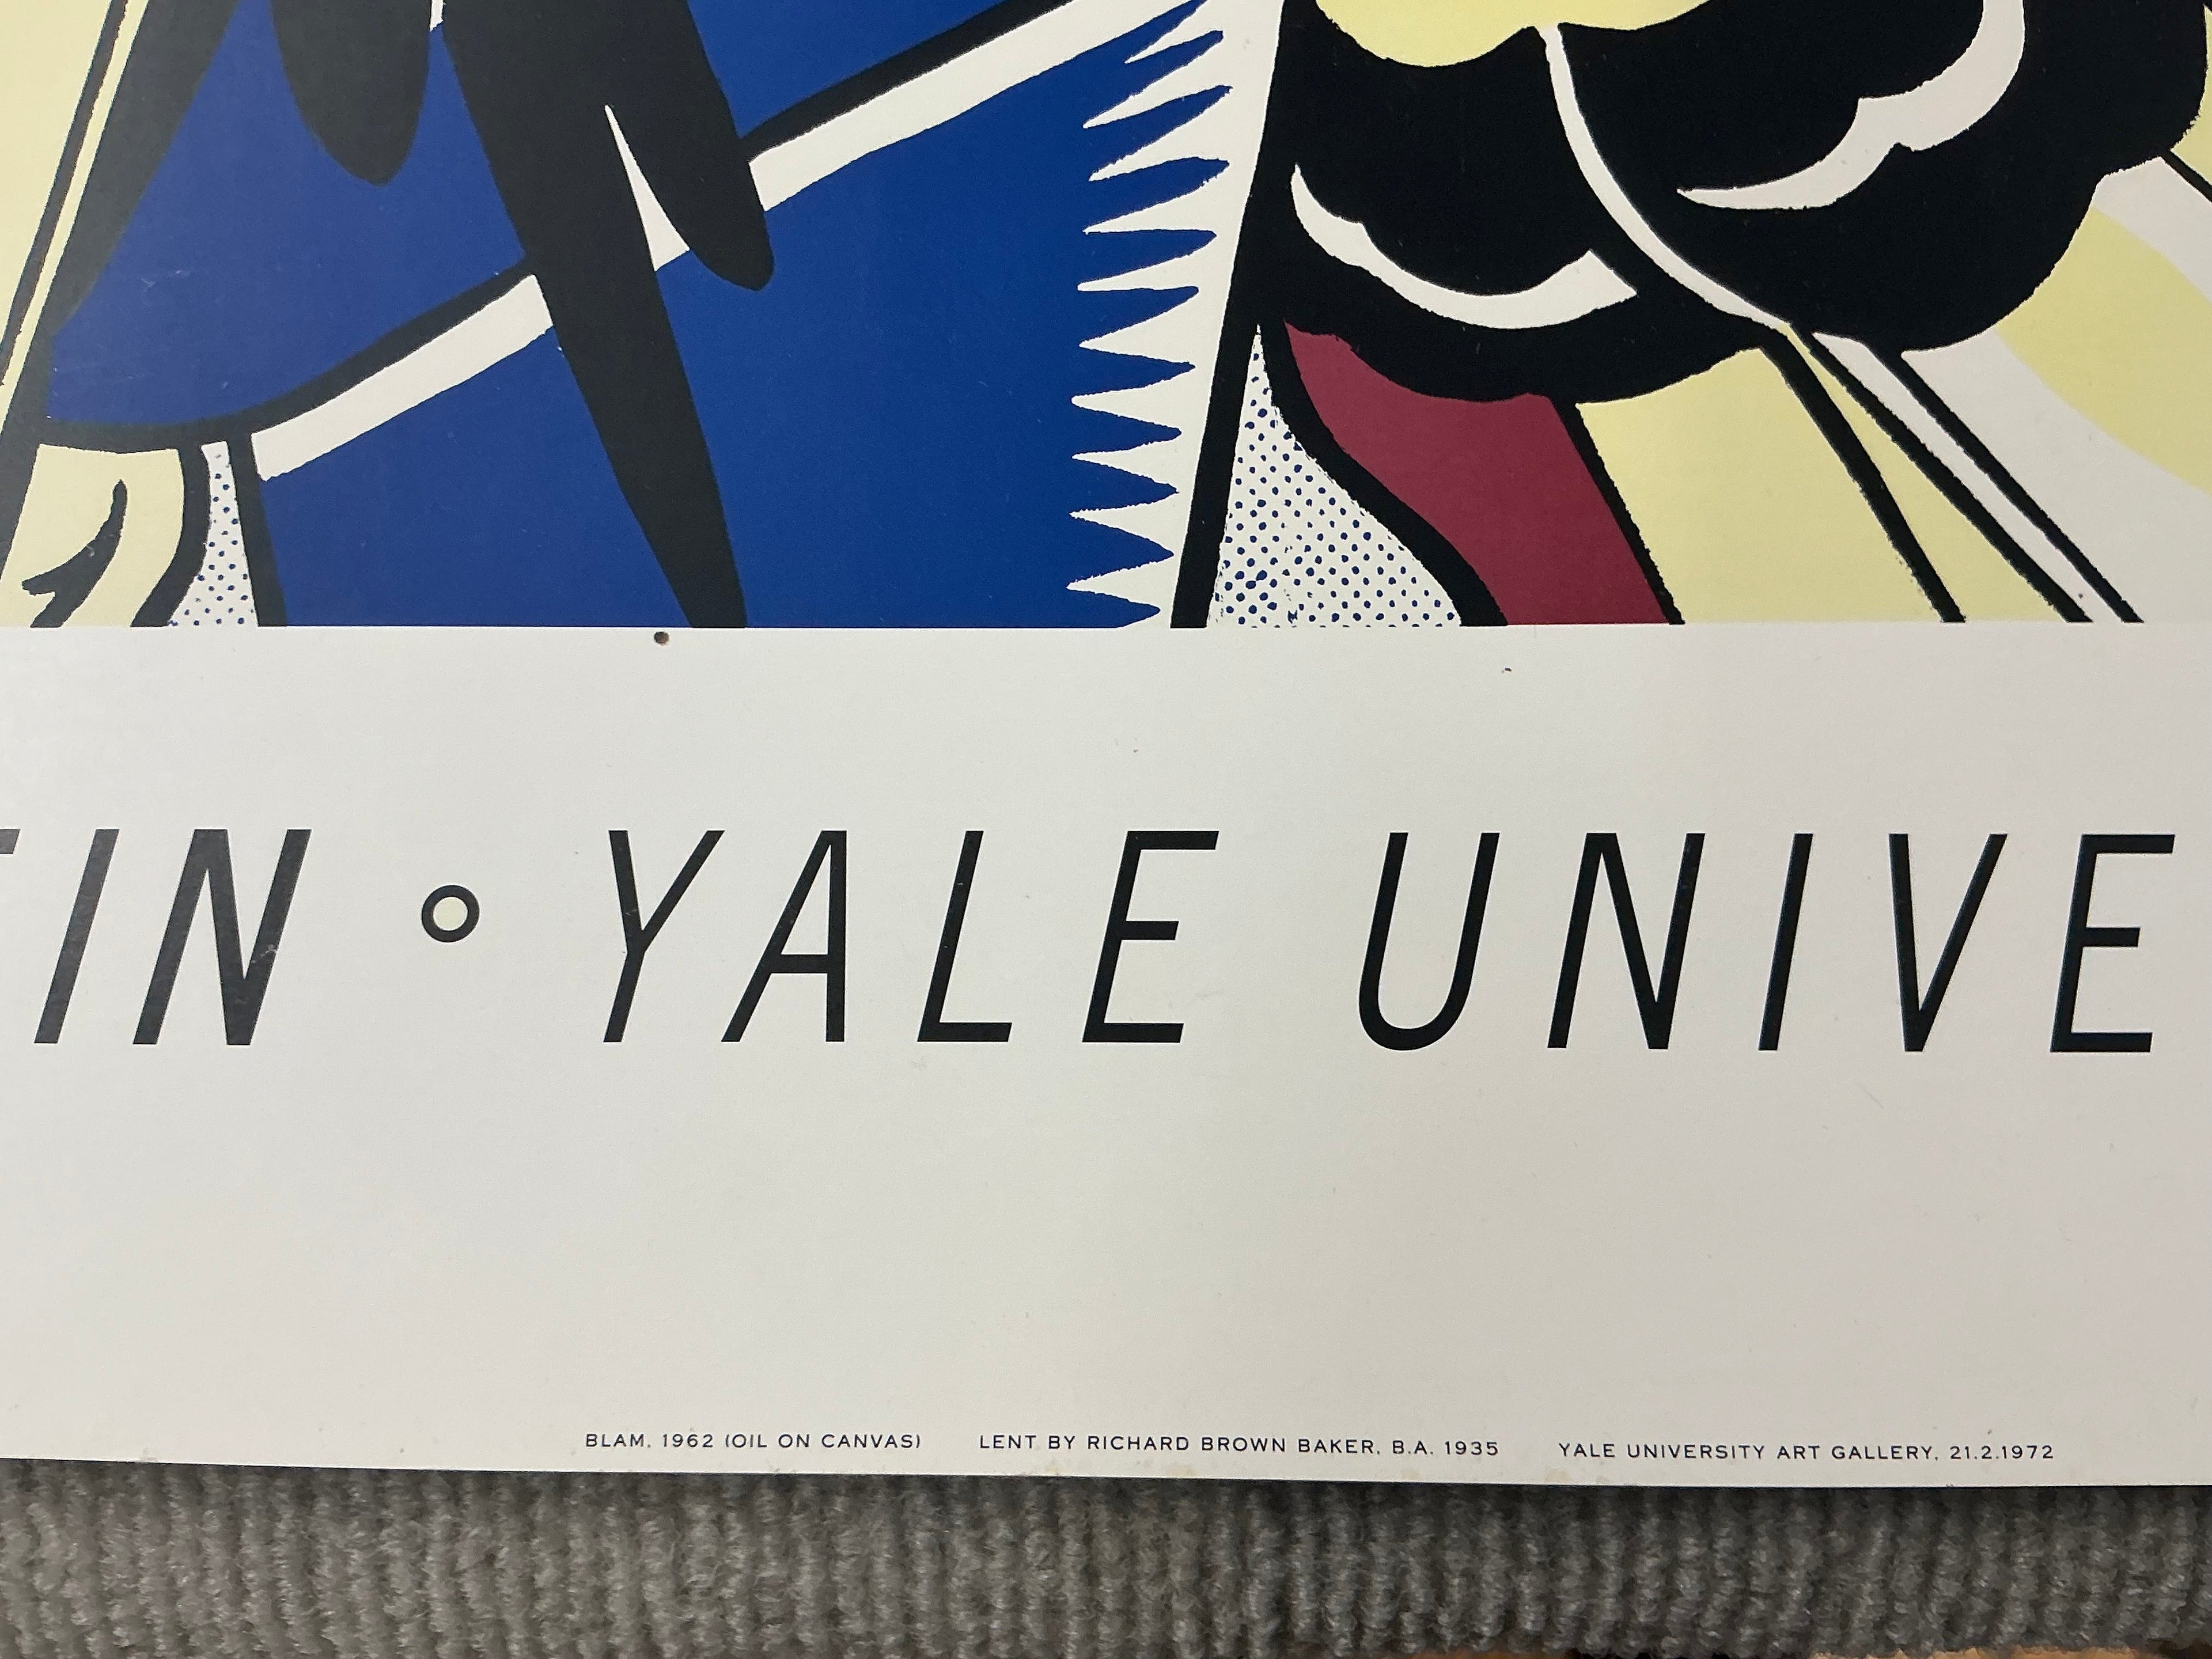 TIN ° YALE UNIVE
BLAM, 1962 (OIL ON CANVAS) LENT BY RICHARD BROWN BAKER, B.A. 1935 YALE UNIVERSITY ART GALLERY, 21.2.1972